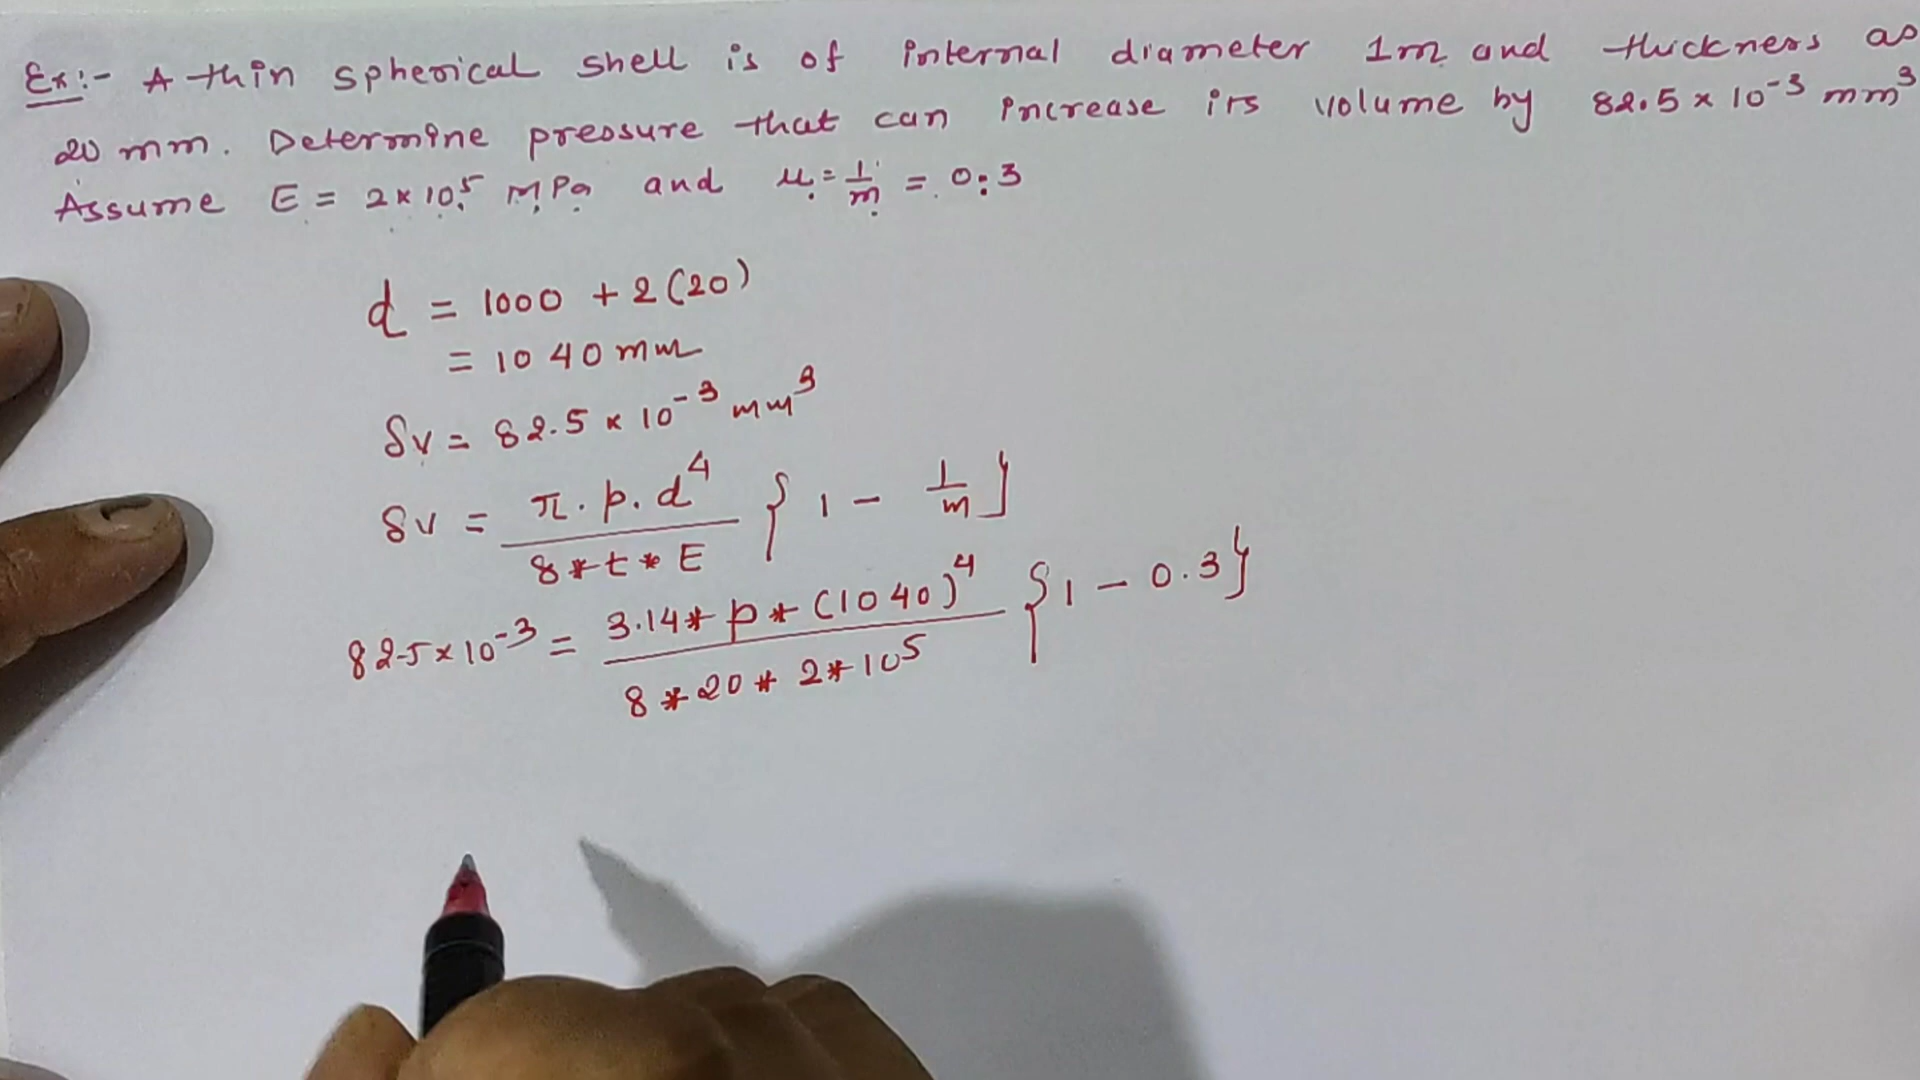 Ex:- A thin spherical shell is of internal diameter 1m and thickness as
20 mm. Determine pressure that can increase its volume by 82.5 × 10⁻³ mm³
Assume E = 2 × 10⁵ MPa and μ = 1/m = 0.3
d = 1000 + 2(20)
= 1040 mm
δv = 82.5 × 10⁻³ mm³
δv = π. p. d⁴ / 8 * t * E { 1 - 1/m }
82.5 × 10⁻³ = 3.14 * p * (1040)⁴ / 8 * 20 * 2 * 10⁵ { 1 - 0.3 }